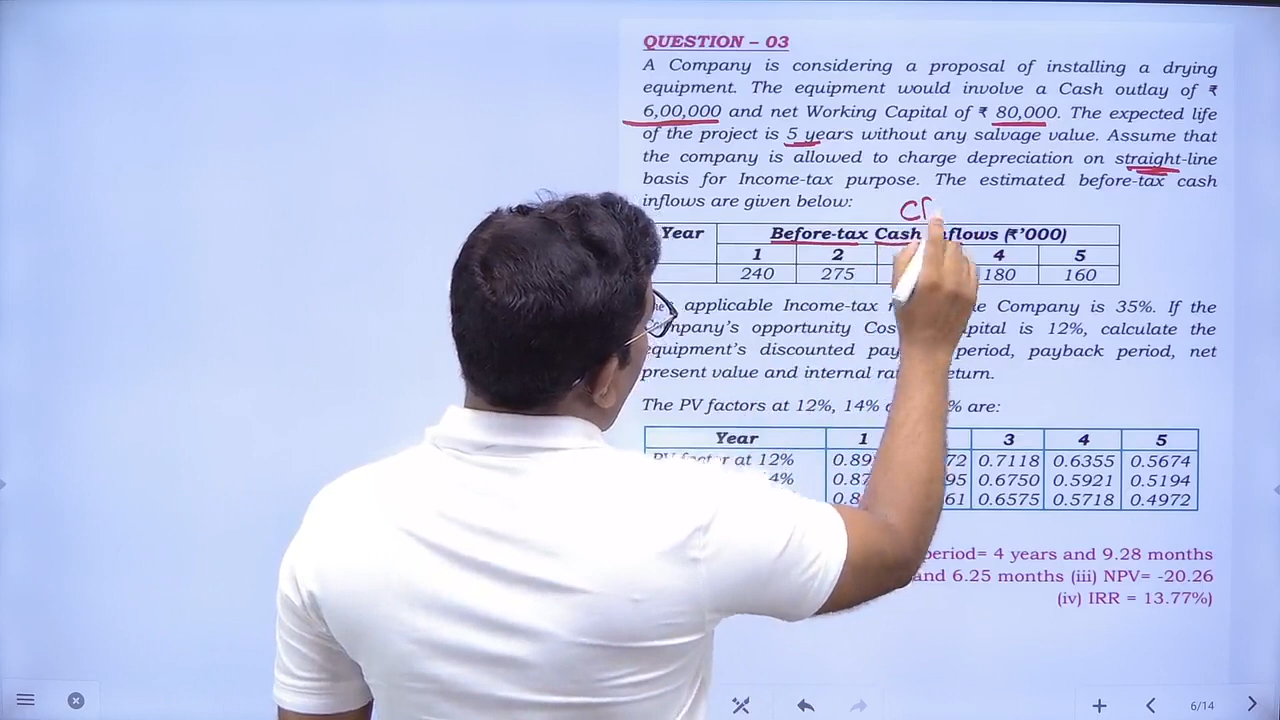 QUESTION – 03
A Company is considering a proposal of installing a drying
equipment. The equipment would involve a Cash outlay of ₹
6,00,000 and net Working Capital of ₹ 80,000. The expected life
of the project is 5 years without any salvage value. Assume that
the company is allowed to charge depreciation on straight-line
basis for Income-tax purpose. The estimated before-tax cash
inflows are given below:
Year Before-tax Cash (₹'000)
1 2 4 5
240 275 180 160
applicable Income-tax Company is 35%. If the
opportunity is 12%, calculate the
equipment's discounted period, payback period, net
present value and internal
The PV factors at 12%, 14% are:
Year 1 3 4 5
at 12% 0.7118 0.6355 0.5674
0.6750 0.5921 0.5194
0.6575 0.5718 0.4972
period= 4 years and 9.28 months
and 6.25 months (iii) NPV= -20.26
(iv) IRR = 13.77%)
6/14